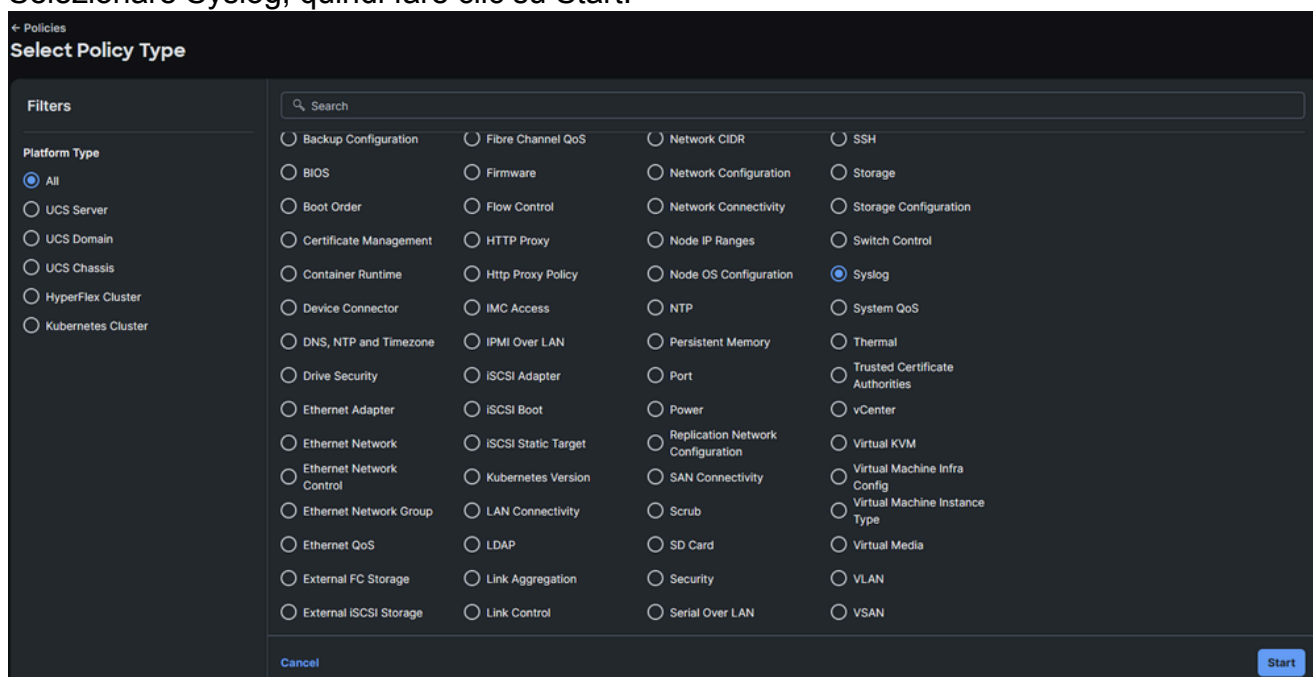 Selezionare Syslog, quindi fare clic su Start.
← Policies
Select Policy Type
Filters
Platform Type
All
UCS Server
UCS Domain
UCS Chassis
HyperFlex Cluster
Kubernetes Cluster
Search
Backup Configuration
BIOS
Boot Order
Certificate Management
Container Runtime
Device Connector
DNS, NTP and Timezone
Drive Security
Ethernet Adapter
Ethernet Network
Ethernet Network
Control
Ethernet Network Group
Ethernet QoS
External FC Storage
External iSCSI Storage
Fibre Channel QoS
Firmware
Flow Control
HTTP Proxy
Http Proxy Policy
IMC Access
IPMI Over LAN
iSCSI Adapter
iSCSI Boot
iSCSI Static Target
Kubernetes Version
LAN Connectivity
LDAP
Link Aggregation
Link Control
Network CIDR
Network Configuration
Network Connectivity
Node IP Ranges
Node OS Configuration
NTP
Persistent Memory
Port
Power
Replication Network
Configuration
SAN Connectivity
Scrub
SD Card
Security
Serial Over LAN
SSH
Storage
Storage Configuration
Switch Control
Syslog
System QoS
Thermal
Trusted Certificate
Authorities
vCenter
Virtual KVM
Virtual Machine Infra
Config
Virtual Machine Instance
Type
Virtual Media
VLAN
VSAN
Cancel
Start